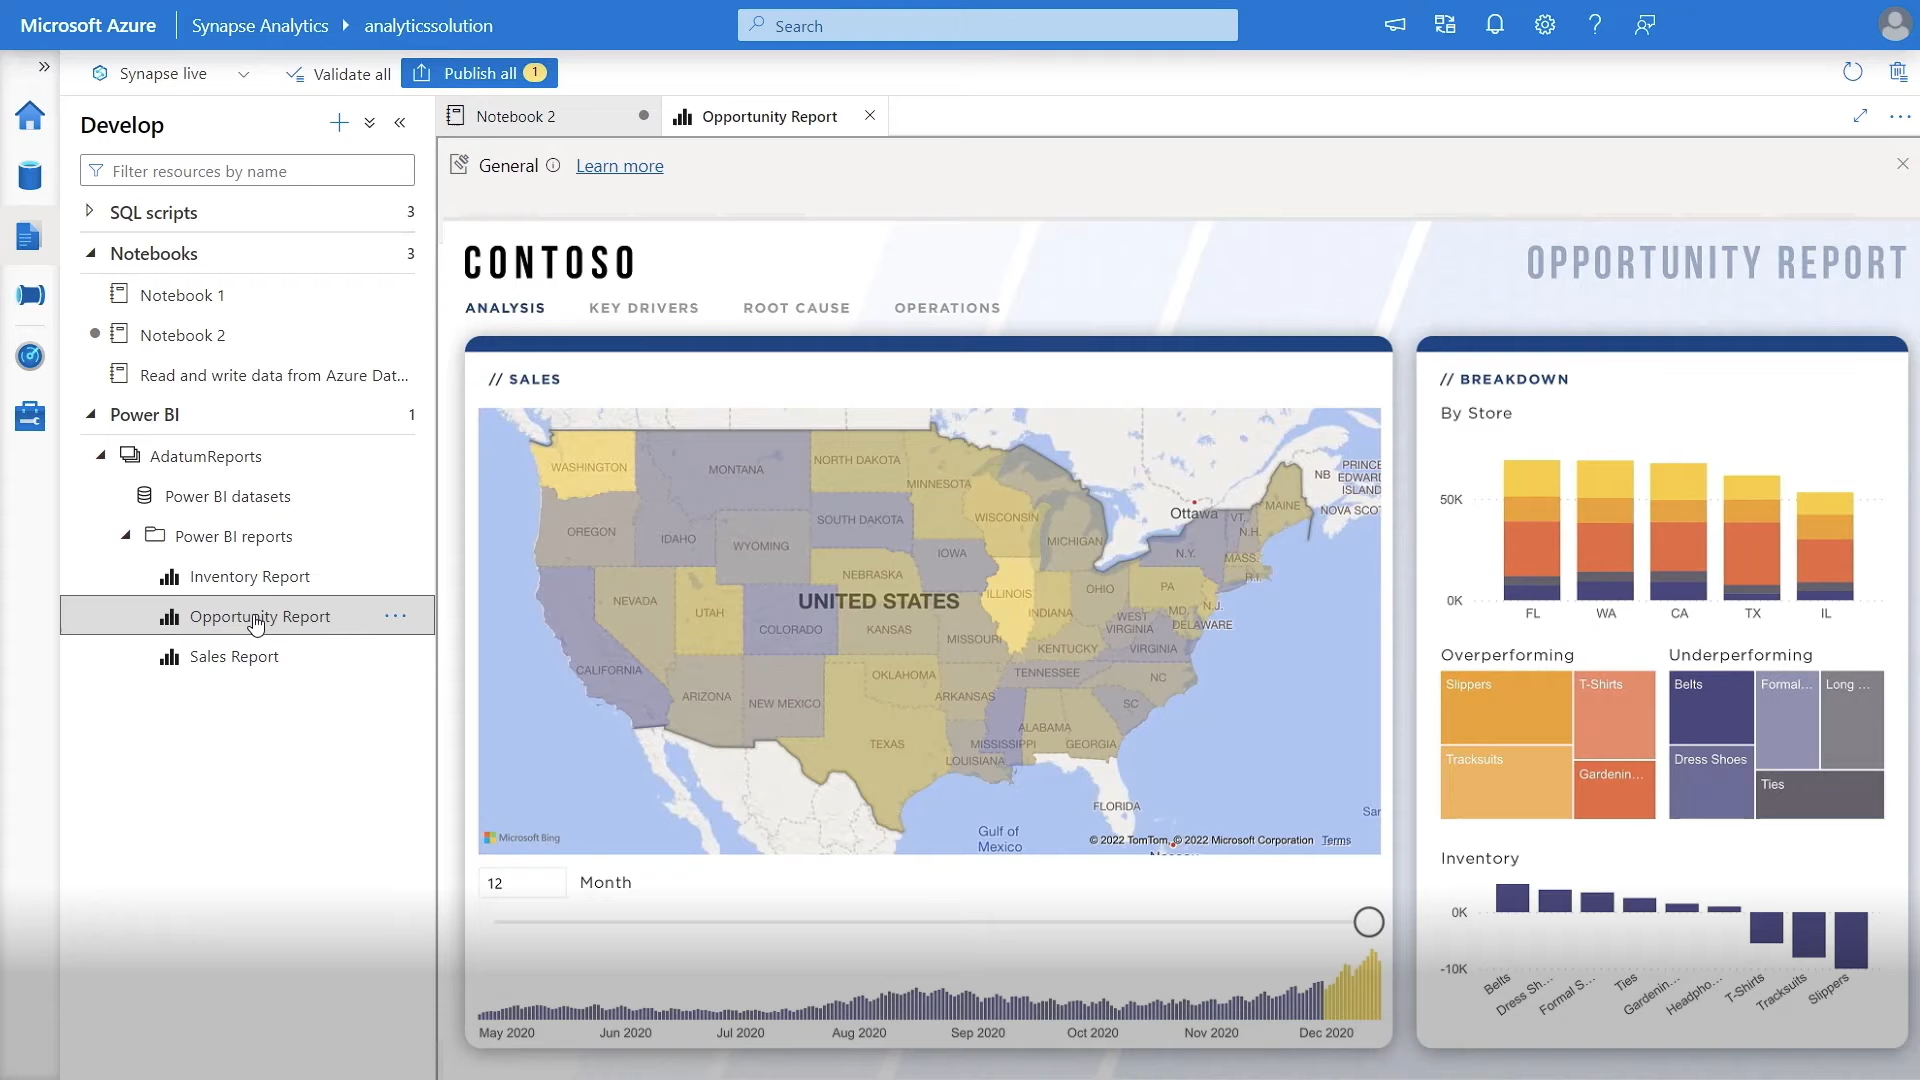 Microsoft Azure
Synapse Analytics
analyticssolution
Search
Synapse live
Validate all
Publish all 1
Develop
Filter resources by name
SQL scripts 3
Notebooks 3
Notebook 1
Notebook 2
Read and write data from Azure Dat...
Power BI 1
AdatumReports
Power BI datasets
Power BI reports
Inventory Report
Opportunity Report
Sales Report
Notebook 2
Opportunity Report
General
Learn more
CONTOSO
OPPORTUNITY REPORT
ANALYSIS KEY DRIVERS ROOT CAUSE OPERATIONS
// SALES
WASHINGTON
MONTANA
NORTH DAKOTA
MINNESOTA
OREGON
IDAHO
WYOMING
SOUTH DAKOTA
WISCONSIN
MICHIGAN
IOWA
NEBRASKA
NEVADA
UTAH
COLORADO
UNITED STATES
KANSAS
MISSOURI
ILLINOIS
INDIANA
OHIO
PA
N.Y.
VT.
N.H.
MAINE
MASS.
R.I.
N.J.
MD.
DELAWARE
WEST
VIRGINIA
VIRGINIA
KENTUCKY
TENNESSEE
NC
SC
CALIFORNIA
ARIZONA
NEW MEXICO
OKLAHOMA
ARKANSAS
TEXAS
LOUISIANA
MISSISSIPPI
ALABAMA
GEORGIA
FLORIDA
Ottawa
NB
PRINCE
EDWARD
ISLAND
NOVA SCO
Gulf of
Mexico
Sar
Microsoft Bing
© 2022 TomTom, © 2022 Microsoft Corporation Terms
12 Month
May 2020 Jun 2020 Jul 2020 Aug 2020 Sep 2020 Oct 2020 Nov 2020 Dec 2020
// BREAKDOWN
By Store
50K
0K
FL WA CA TX IL
Overperforming
Slippers
T-Shirts
Tracksuits
Gardenin...
Underperforming
Belts
Formal...
Long ...
Dress Shoes
Ties
Inventory
0K
-10K
Belts
Dress Sh...
Formal S...
Ties
Gardenin...
Headpho...
T-Shirts
Tracksuits
Slippers